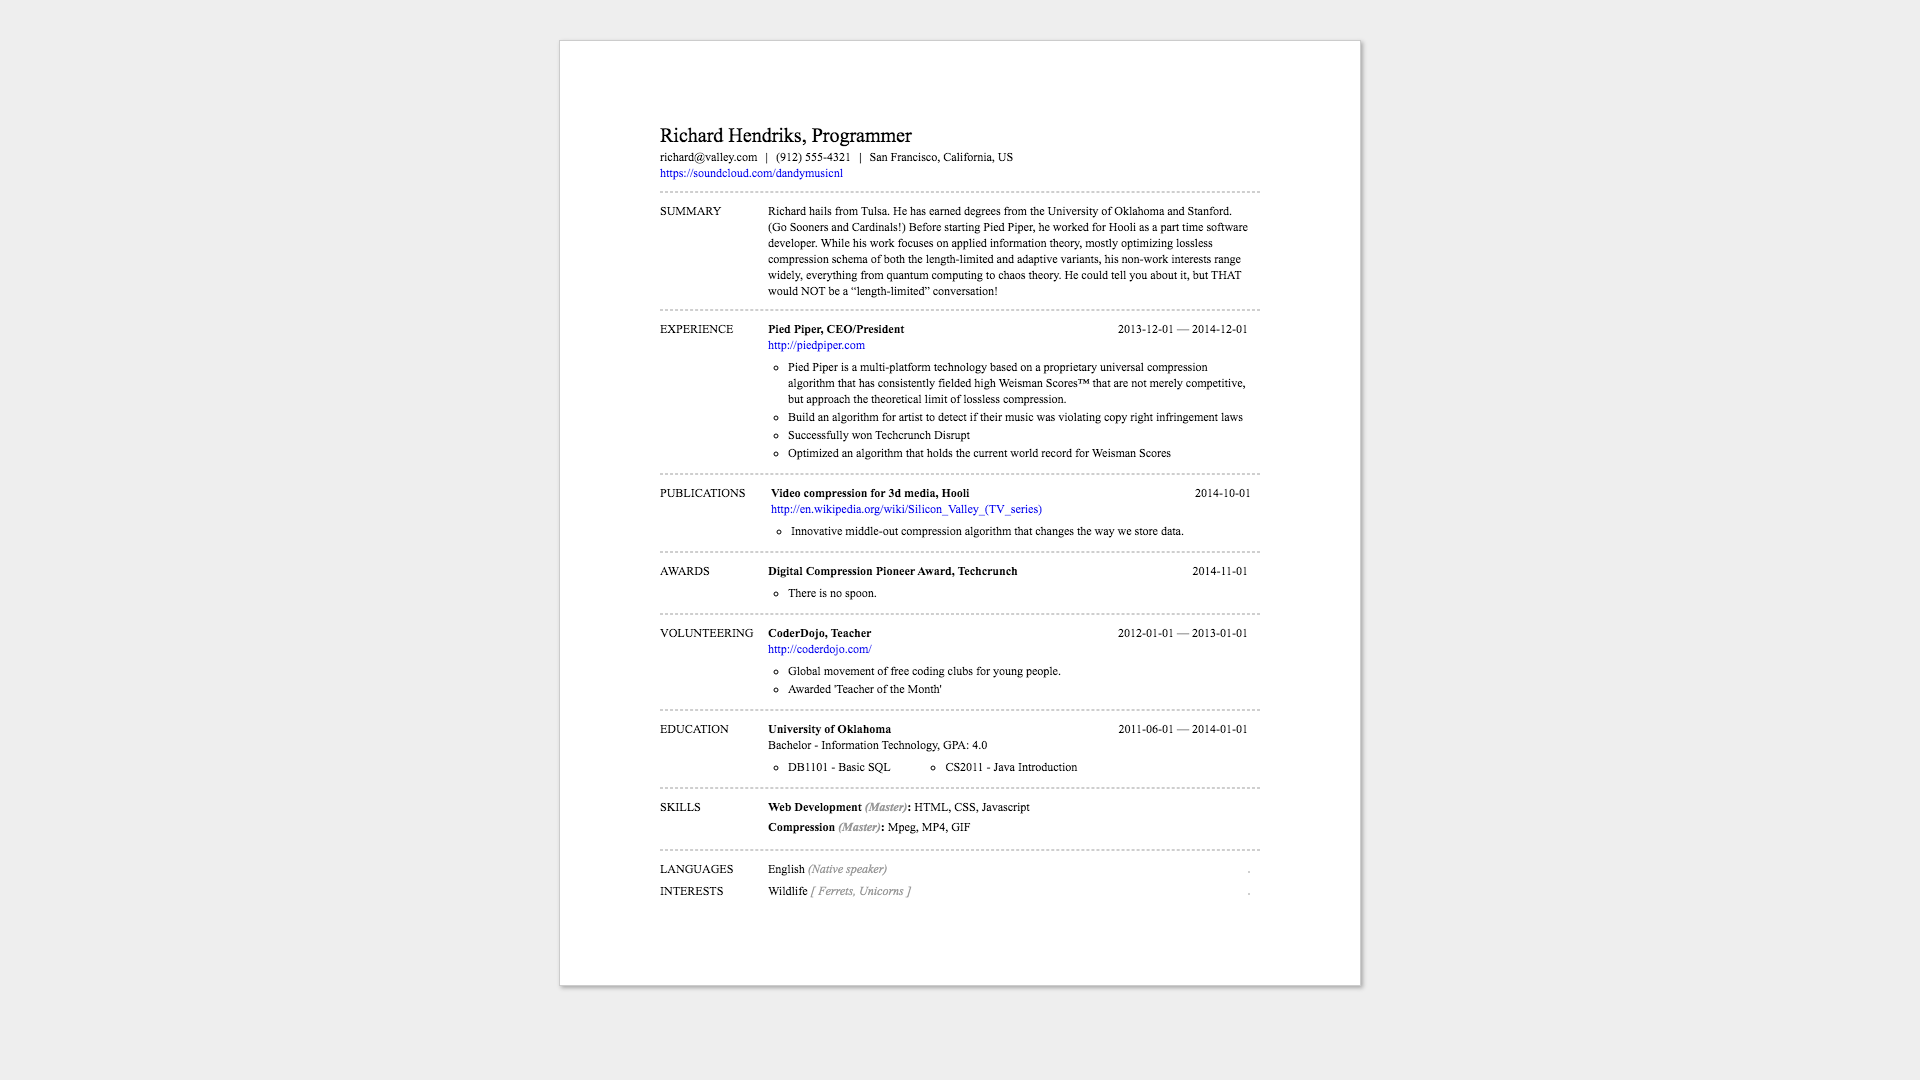 Richard Hendriks, Programmer
richard@valley.com | (912) 555-4321 | San Francisco, California, US
https://soundcloud.com/dandymusicnl
SUMMARY
Richard hails from Tulsa. He has earned degrees from the University of Oklahoma and Stanford.
(Go Sooners and Cardinals!) Before starting Pied Piper, he worked for Hooli as a part time software
developer. While his work focuses on applied information theory, mostly optimizing lossless
compression schema of both the length-limited and adaptive variants, his non-work interests range
widely, everything from quantum computing to chaos theory. He could tell you about it, but THAT
would NOT be a “length-limited” conversation!
EXPERIENCE
Pied Piper, CEO/President 2013-12-01 — 2014-12-01
http://piedpiper.com
Pied Piper is a multi-platform technology based on a proprietary universal compression
algorithm that has consistently fielded high Weisman Scores™ that are not merely competitive,
but approach the theoretical limit of lossless compression.
Build an algorithm for artist to detect if their music was violating copy right infringement laws
Successfully won Techcrunch Disrupt
Optimized an algorithm that holds the current world record for Weisman Scores
PUBLICATIONS
Video compression for 3d media, Hooli 2014-10-01
http://en.wikipedia.org/wiki/Silicon_Valley_(TV_series)
Innovative middle-out compression algorithm that changes the way we store data.
AWARDS
Digital Compression Pioneer Award, Techcrunch 2014-11-01
There is no spoon.
VOLUNTEERING
CoderDojo, Teacher 2012-01-01 — 2013-01-01
http://coderdojo.com/
Global movement of free coding clubs for young people.
Awarded 'Teacher of the Month'
EDUCATION
University of Oklahoma 2011-06-01 — 2014-01-01
Bachelor - Information Technology, GPA: 4.0
DB1101 - Basic SQL CS2011 - Java Introduction
SKILLS
Web Development (Master): HTML, CSS, Javascript
Compression (Master): Mpeg, MP4, GIF
LANGUAGES English (Native speaker) .
INTERESTS Wildlife [ Ferrets, Unicorns ] .